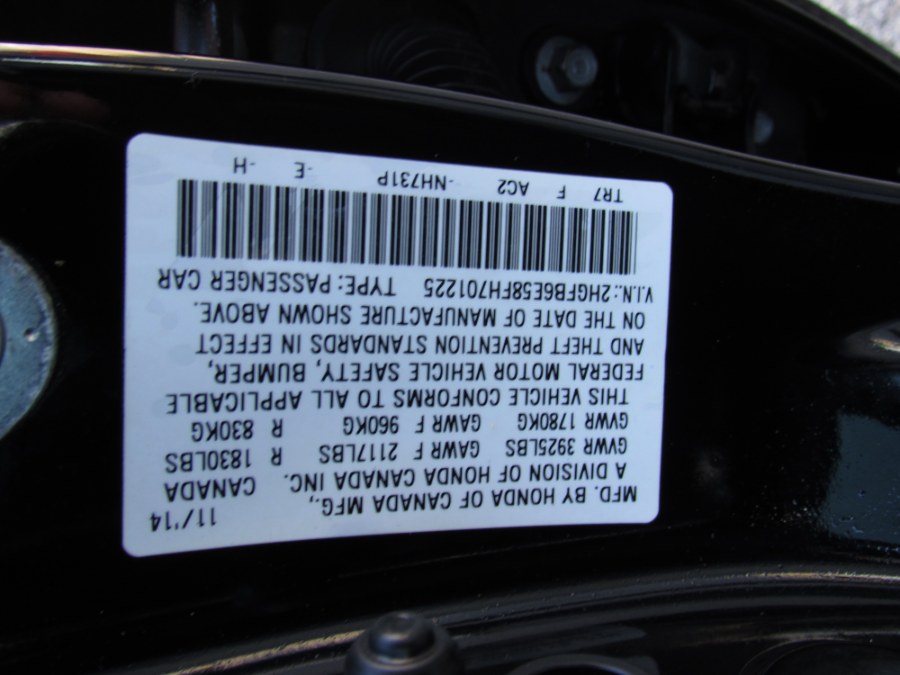 MFD. BY HONDA OF CANADA MFG., 11/'14
A DIVISION OF HONDA CANADA INC. CANADA
GVWR 3925LBS GAWR F 2117LBS R 1830LBS
GVWR 1780KG GAWR F 960KG R 830KG
THIS VEHICLE CONFORMS TO ALL APPLICABLE
FEDERAL MOTOR VEHICLE SAFETY, BUMPER,
AND THEFT PREVENTION STANDARDS IN EFFECT
ON THE DATE OF MANUFACTURE SHOWN ABOVE.
V.I.N.: 2HGFB6E58FH701225 TYPE: PASSENGER CAR
TR7 F AC2 -NH731P -E -H